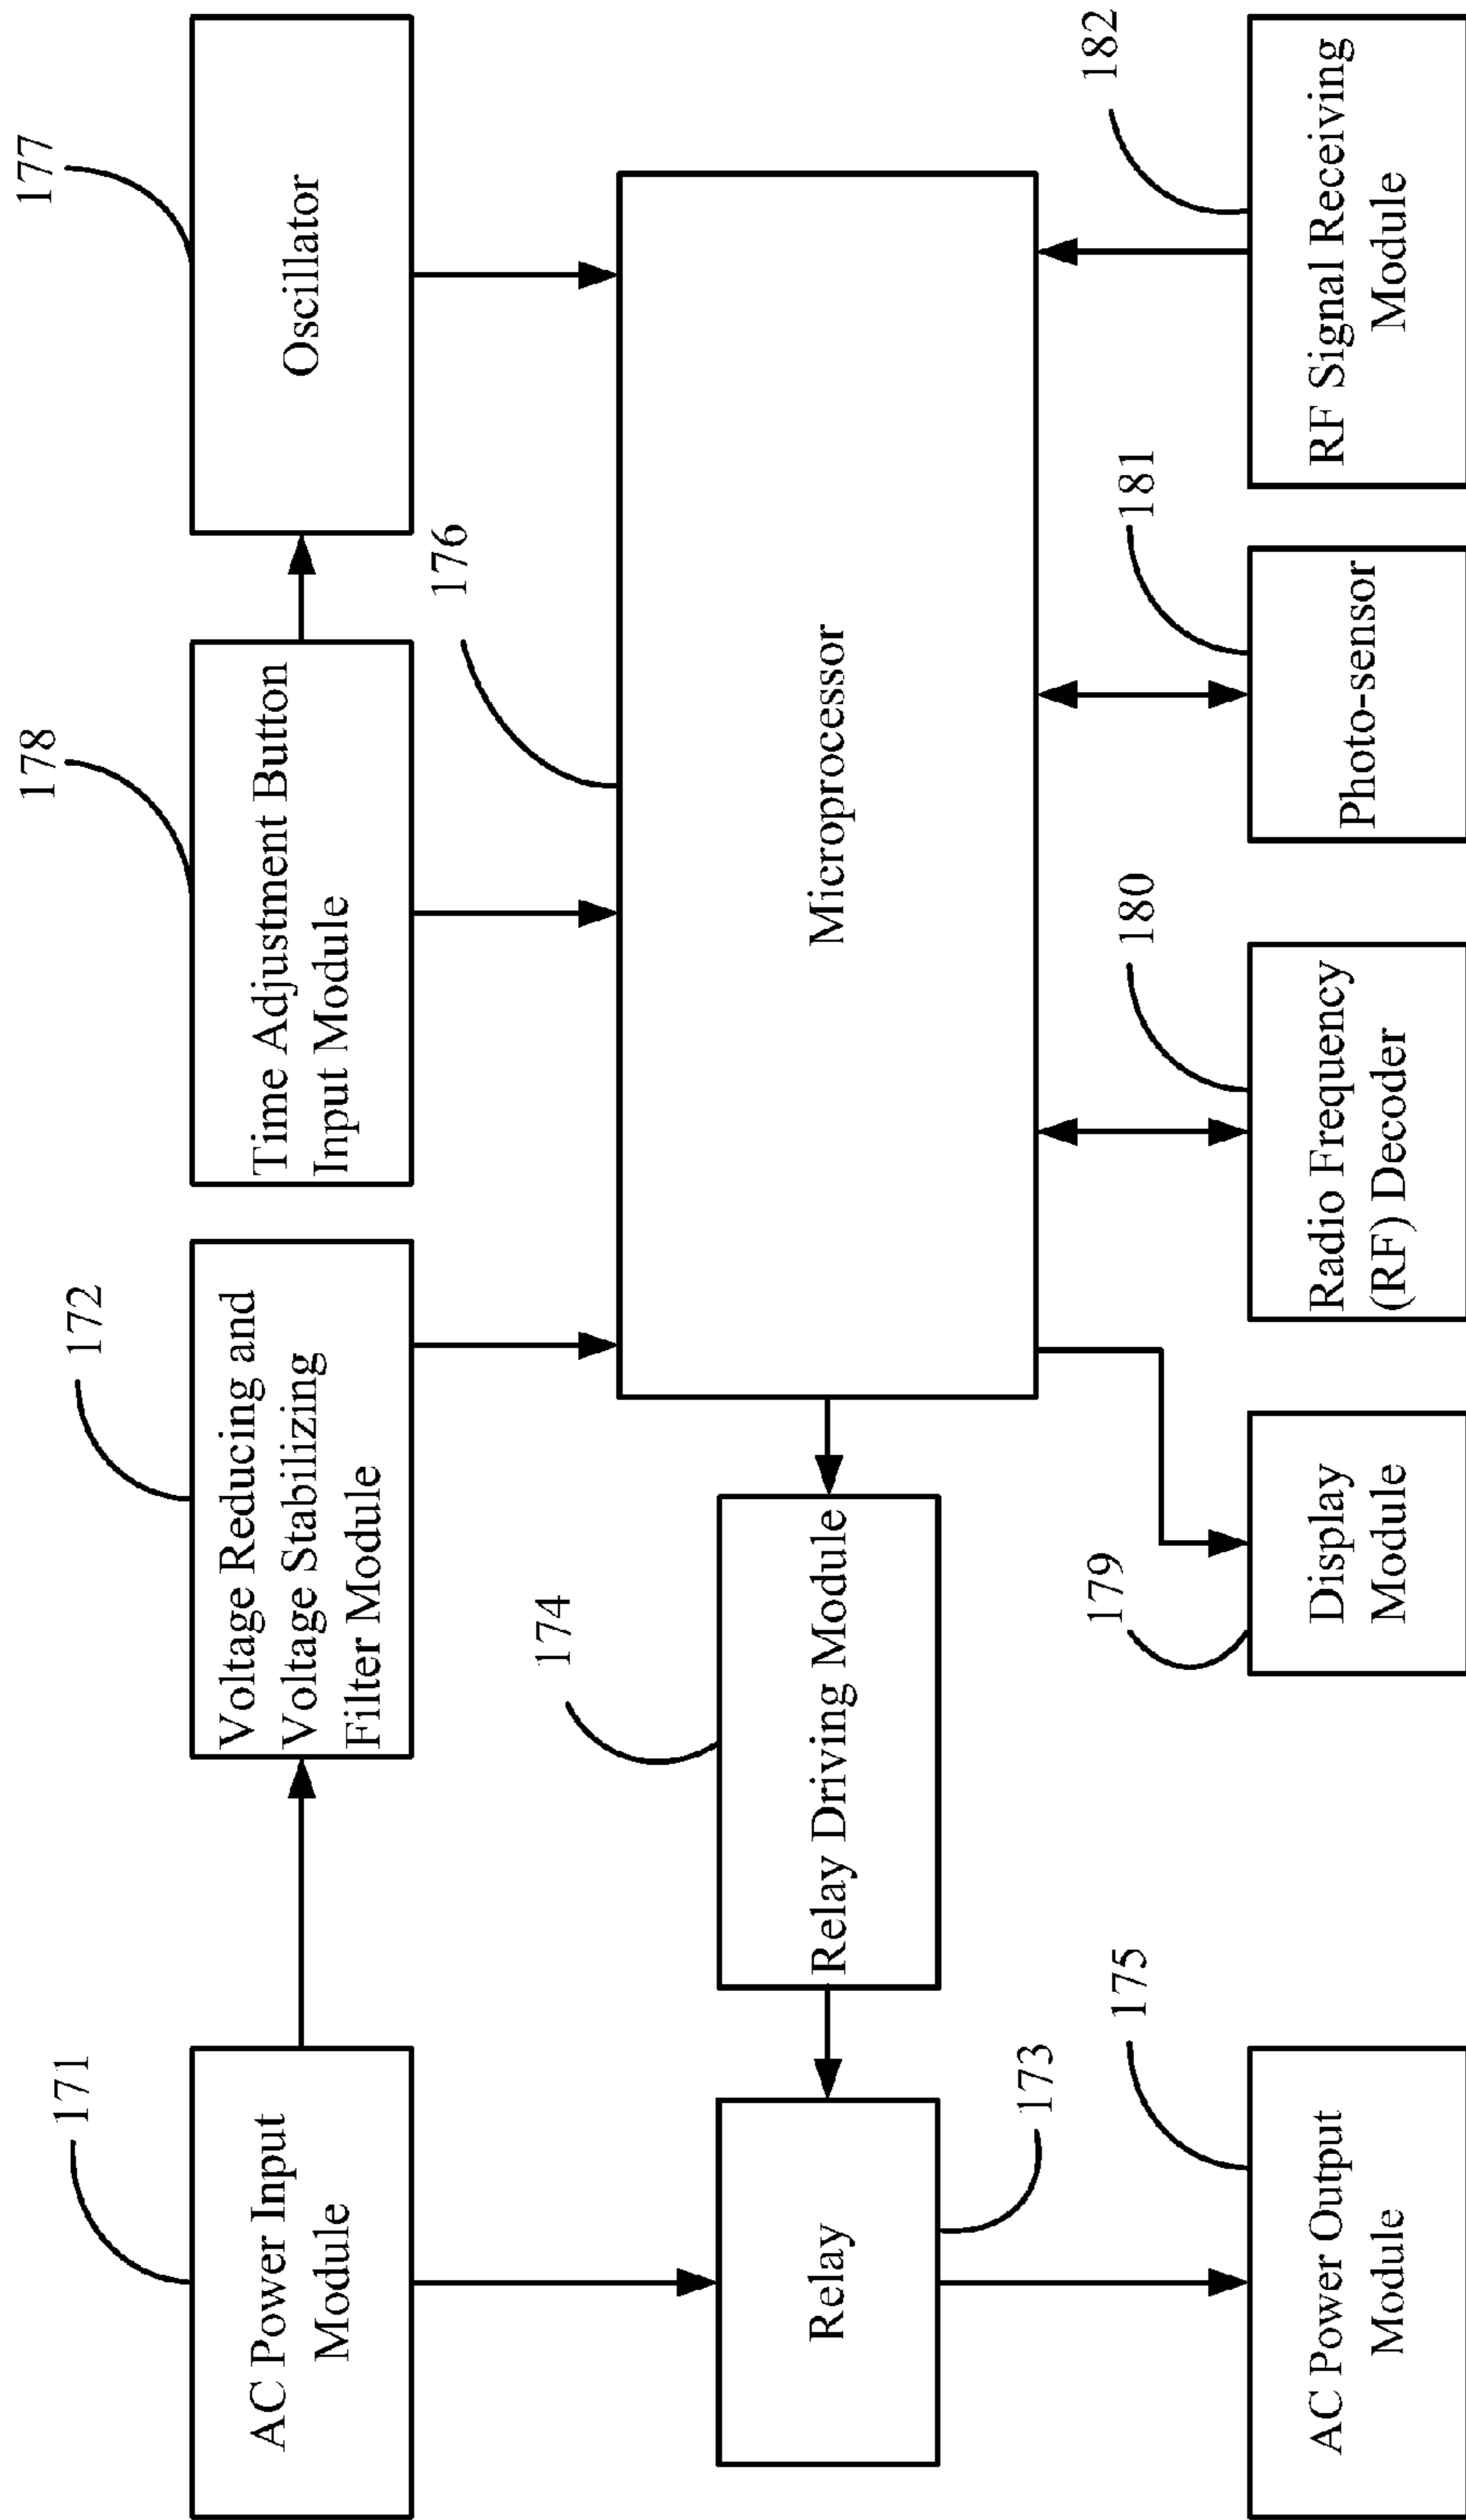 171
172
178
177
AC Power Input
Module
Voltage Reducing and
Voltage Stabilizing
Filter Module
Time Adjustment Button
Input Module
Oscillator
174
176
Relay
Relay Driving Module
Microprocessor
173
175
179
180
181
182
AC Power Output
Module
Display
Module
Radio Frequency
(RF) Decoder
Photo-sensor
RF Signal Receiving
Module